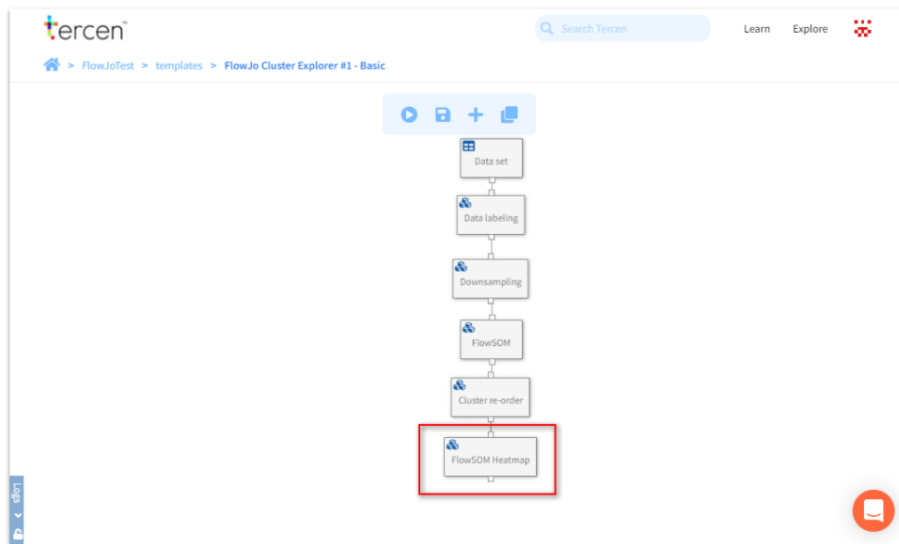 tercen™
Search Tercen
Learn Explore
> FlowJoTest > templates > FlowJo Cluster Explorer #1 - Basic
Data set
Data labeling
Downsampling
FlowSOM
Cluster re-order
FlowSOM Heatmap
Logs